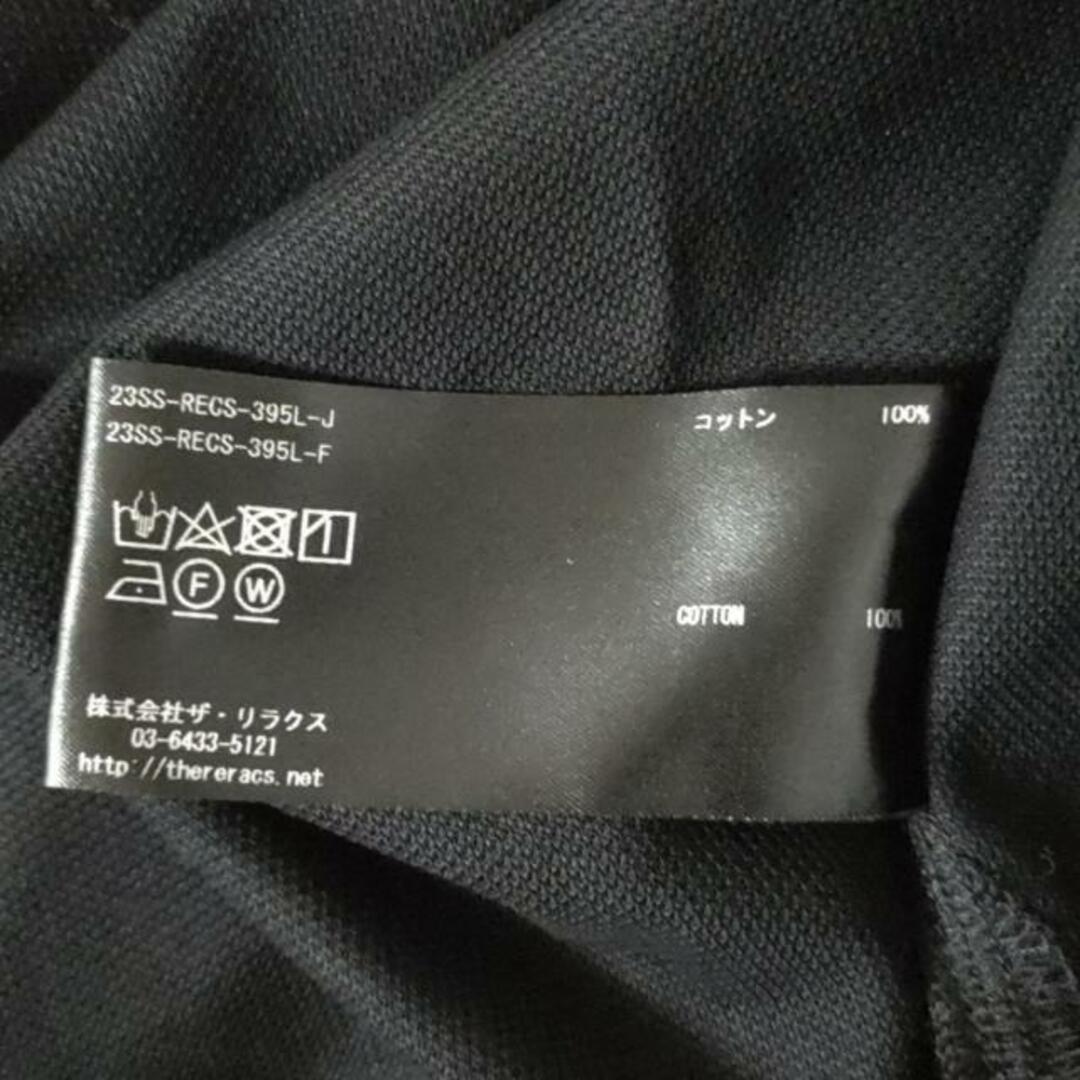 23SS-RECS-395L-J
23SS-RECS-395L-F
コットン 100%
F W
COTTON 100%
株式会社ザ・リラクス
03-6433-5121
http://thereracs.net